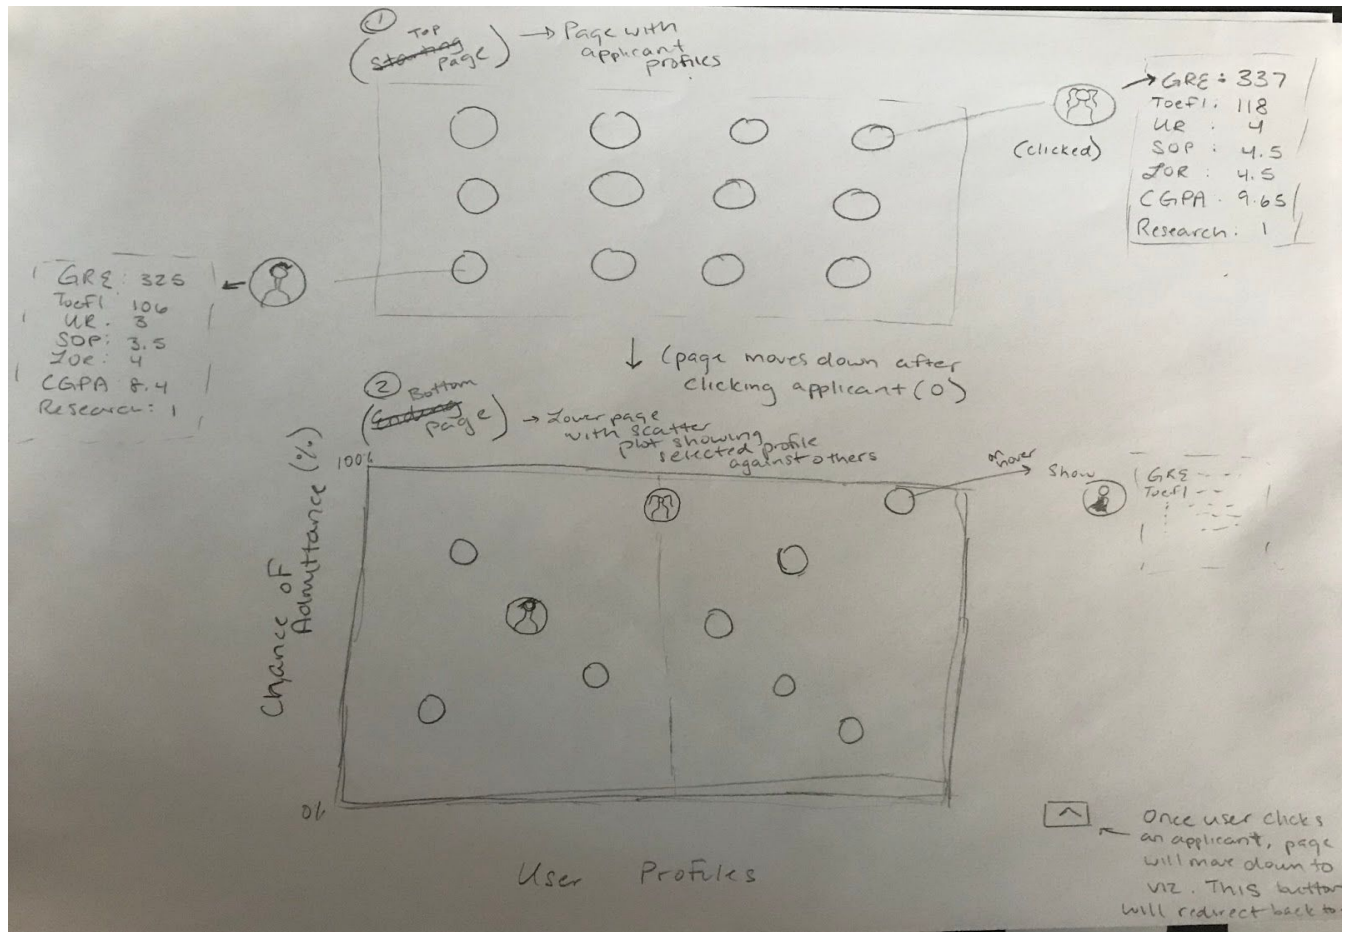 1
Top
(Starting page) → Page with
applicant
profiles
(clicked)
GRE: 337
Toefl: 118
UR: 4
SOP: 4.5
LOR: 4.5
CGPA: 9.65
Research: 1
GRE: 325
Toefl 106
UR. 3
SOP: 3.5
LOR: 4
CGPA 8.4
Research: 1
↓ (page moves down after
clicking applicant (O)
2
Bottom
(Ending page) → Lower page
with scatter
plot showing
selected profile
against others
Chance of
Admittance (%)
100%
0%
on hover
Show
GRE
Toefl
User Profiles
^
Once user clicks
an applicant, page
will move down to
viz. This button
will redirect back to